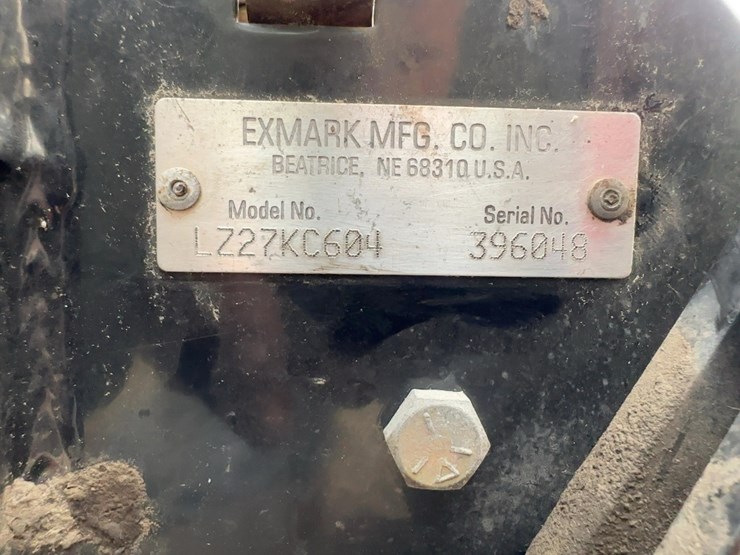 EXMARK MFG. CO. INC.
BEATRICE, NE 68310 U.S.A.
Model No. Serial No.
LZ27KC604 396048